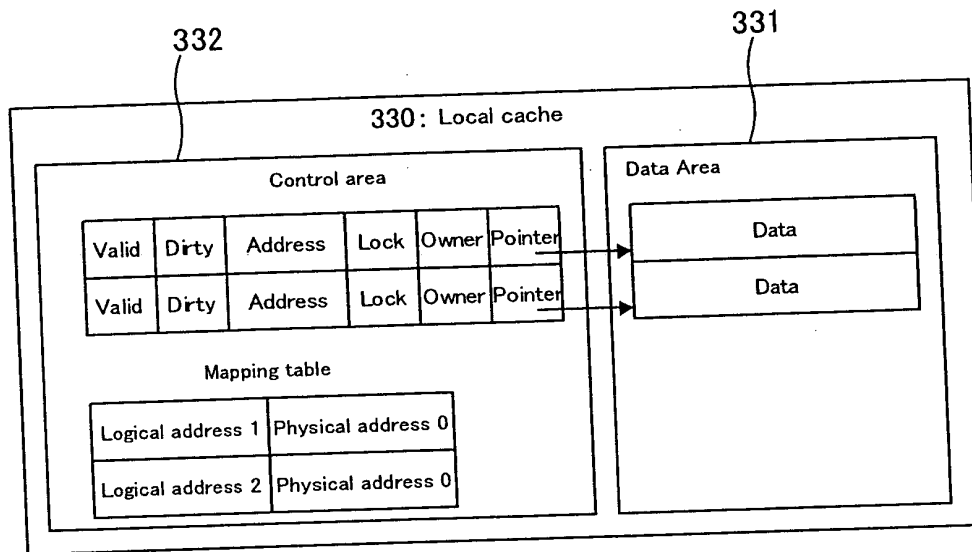 332
331
330: Local cache
Control area
Valid Dirty Address Lock Owner Pointer
Valid Dirty Address Lock Owner Pointer
Mapping table
Logical address 1 Physical address 0
Logical address 2 Physical address 0
Data Area
Data
Data